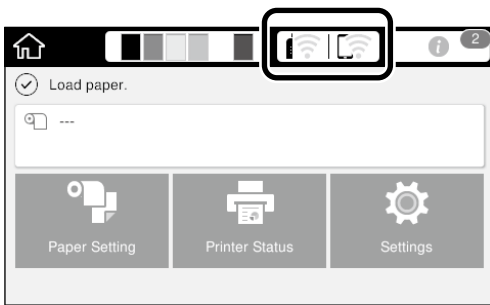 2
Load paper.
---
Paper Setting
Printer Status
Settings